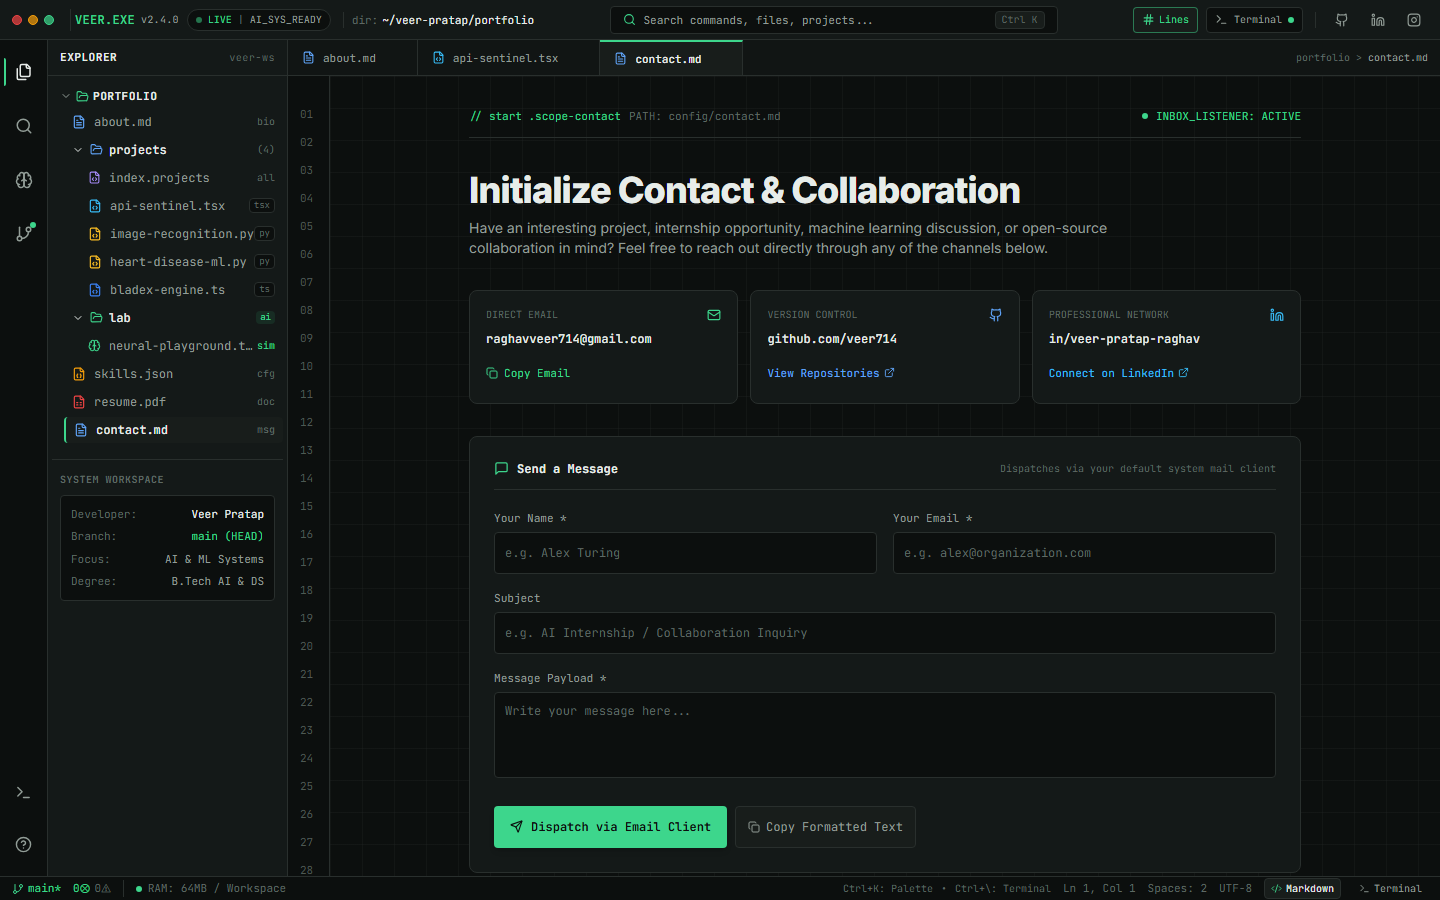 VEER.EXE v2.4.0 LIVE | AI_SYS_READY dir: ~/veer-pratap/portfolio
Search commands, files, projects... Ctrl K
Lines
Terminal
EXPLORER veer-ws
about.md
api-sentinel.tsx
contact.md
portfolio > contact.md
PORTFOLIO
about.md bio
projects (4)
index.projects all
api-sentinel.tsx tsx
image-recognition.py py
heart-disease-ml.py py
bladex-engine.ts ts
lab ai
neural-playground.t... sim
skills.json cfg
resume.pdf doc
contact.md msg
SYSTEM WORKSPACE
Developer: Veer Pratap
Branch: main (HEAD)
Focus: AI & ML Systems
Degree: B.Tech AI & DS
01
02
03
04
05
06
07
08
09
10
11
12
13
14
15
16
17
18
19
20
21
22
23
24
25
26
27
28
// start .scope-contact PATH: config/contact.md
INBOX_LISTENER: ACTIVE
Initialize Contact & Collaboration
Have an interesting project, internship opportunity, machine learning discussion, or open-source
collaboration in mind? Feel free to reach out directly through any of the channels below.
DIRECT EMAIL
raghavveer714@gmail.com
Copy Email
VERSION CONTROL
github.com/veer714
View Repositories
PROFESSIONAL NETWORK
in/veer-pratap-raghav
Connect on LinkedIn
Send a Message
Dispatches via your default system mail client
Your Name *
e.g. Alex Turing
Your Email *
e.g. alex@organization.com
Subject
e.g. AI Internship / Collaboration Inquiry
Message Payload *
Write your message here...
Dispatch via Email Client
Copy Formatted Text
main* 0 0 RAM: 64MB / Workspace
Ctrl+K: Palette • Ctrl+\: Terminal Ln 1, Col 1 Spaces: 2 UTF-8 Markdown Terminal